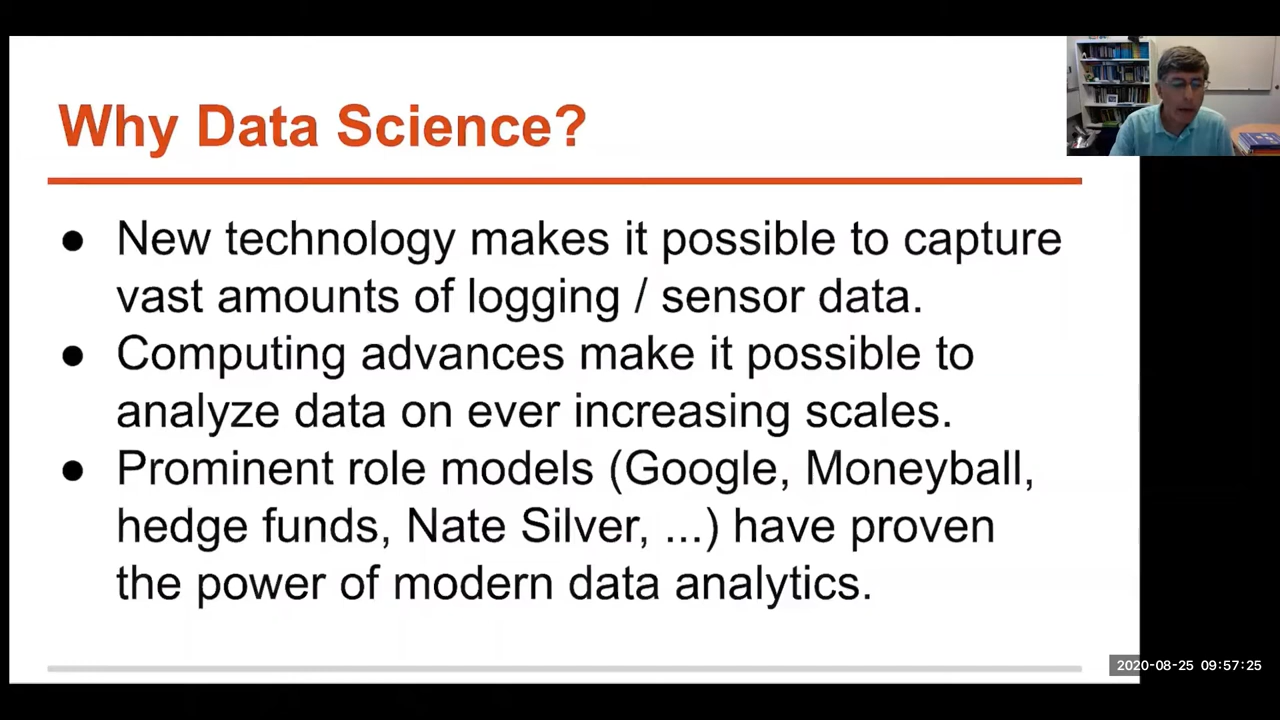 Why Data Science?
● New technology makes it possible to capture
vast amounts of logging / sensor data.
● Computing advances make it possible to
analyze data on ever increasing scales.
● Prominent role models (Google, Moneyball,
hedge funds, Nate Silver, ...) have proven
the power of modern data analytics.
2020-08-25 09:57:25